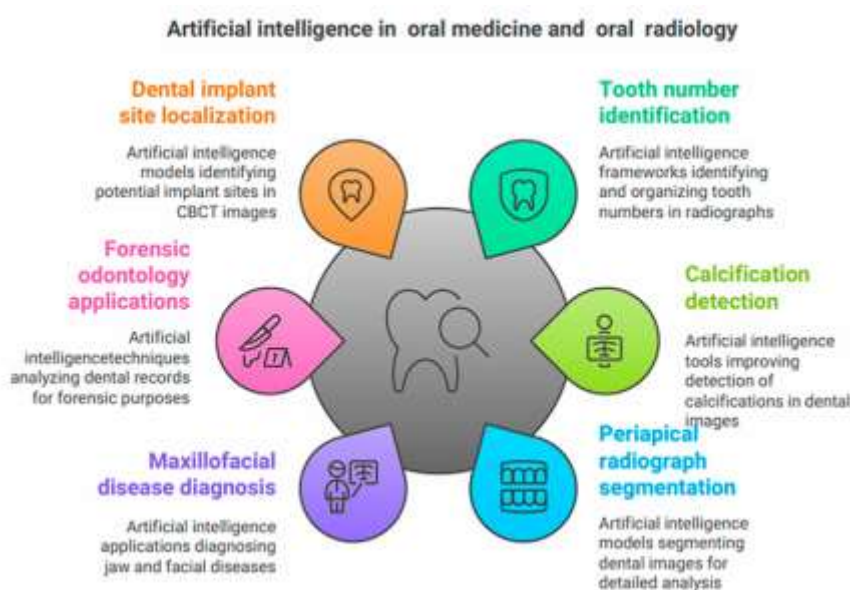 Artificial intelligence in oral medicine and oral radiology
Dental implant
site localization
Artificial intelligence
models identifying
potential implant sites in
CBCT images
Tooth number
identification
Artificial intelligence
frameworks identifying
and organizing tooth
numbers in radiographs
Forensic
odontology
applications
Artificial
intelligencetechniques
analyzing dental records
for forensic purposes
Calcification
detection
Artificial intelligence
tools improving
detection of
calcifications in dental
images
Maxillofacial
disease diagnosis
Artificial intelligence
applications diagnosing
jaw and facial diseases
Periapical
radiograph
segmentation
Artificial intelligence
models segmenting
dental images for
detailed analysis